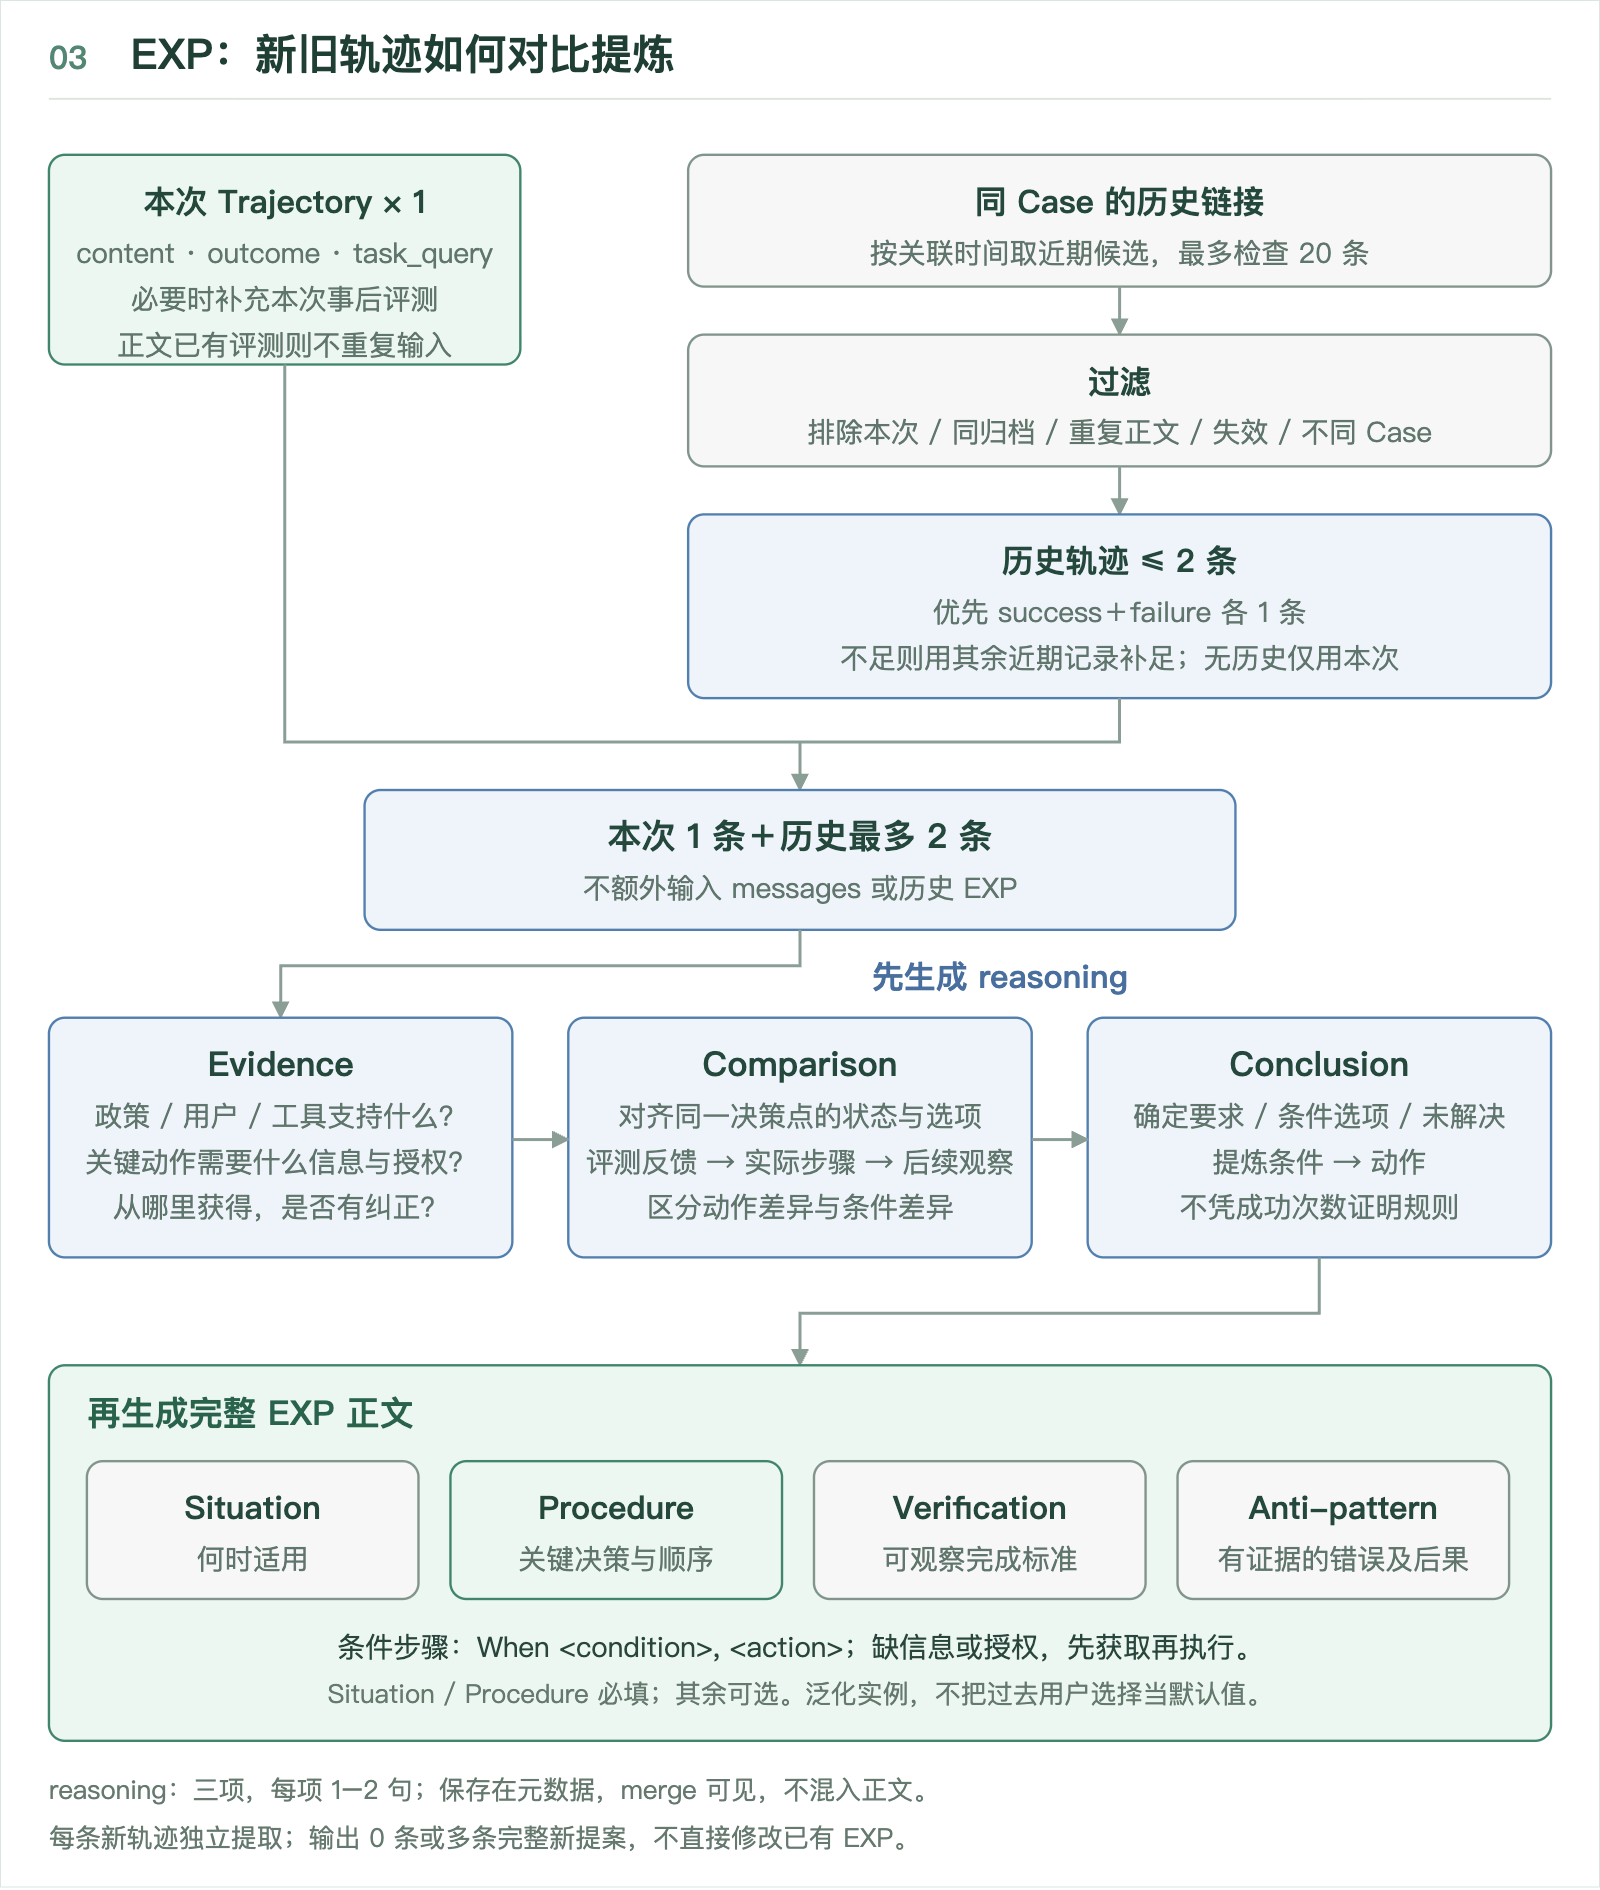 03 EXP：新旧轨迹如何对比提炼
本次 Trajectory × 1
content · outcome · task_query
必要时补充本次事后评测
正文已有评测则不重复输入
同 Case 的历史链接
按关联时间取近期候选，最多检查 20 条
过滤
排除本次 / 同归档 / 重复正文 / 失效 / 不同 Case
历史轨迹 ≤ 2 条
优先 success＋failure 各 1 条
不足则用其余近期记录补足；无历史仅用本次
本次 1 条＋历史最多 2 条
不额外输入 messages 或历史 EXP
先生成 reasoning
Evidence
政策 / 用户 / 工具支持什么？
关键动作需要什么信息与授权？
从哪里获得，是否有纠正？
Comparison
对齐同一决策点的状态与选项
评测反馈 → 实际步骤 → 后续观察
区分动作差异与条件差异
Conclusion
确定要求 / 条件选项 / 未解决
提炼条件 → 动作
不凭成功次数证明规则
再生成完整 EXP 正文
Situation
何时适用
Procedure
关键决策与顺序
Verification
可观察完成标准
Anti-pattern
有证据的错误及后果
条件步骤：When <condition>, <action>；缺信息或授权，先获取再执行。
Situation / Procedure 必填；其余可选。泛化实例，不把过去用户选择当默认值。
reasoning：三项，每项 1–2 句；保存在元数据，merge 可见，不混入正文。
每条新轨迹独立提取；输出 0 条或多条完整新提案，不直接修改已有 EXP。